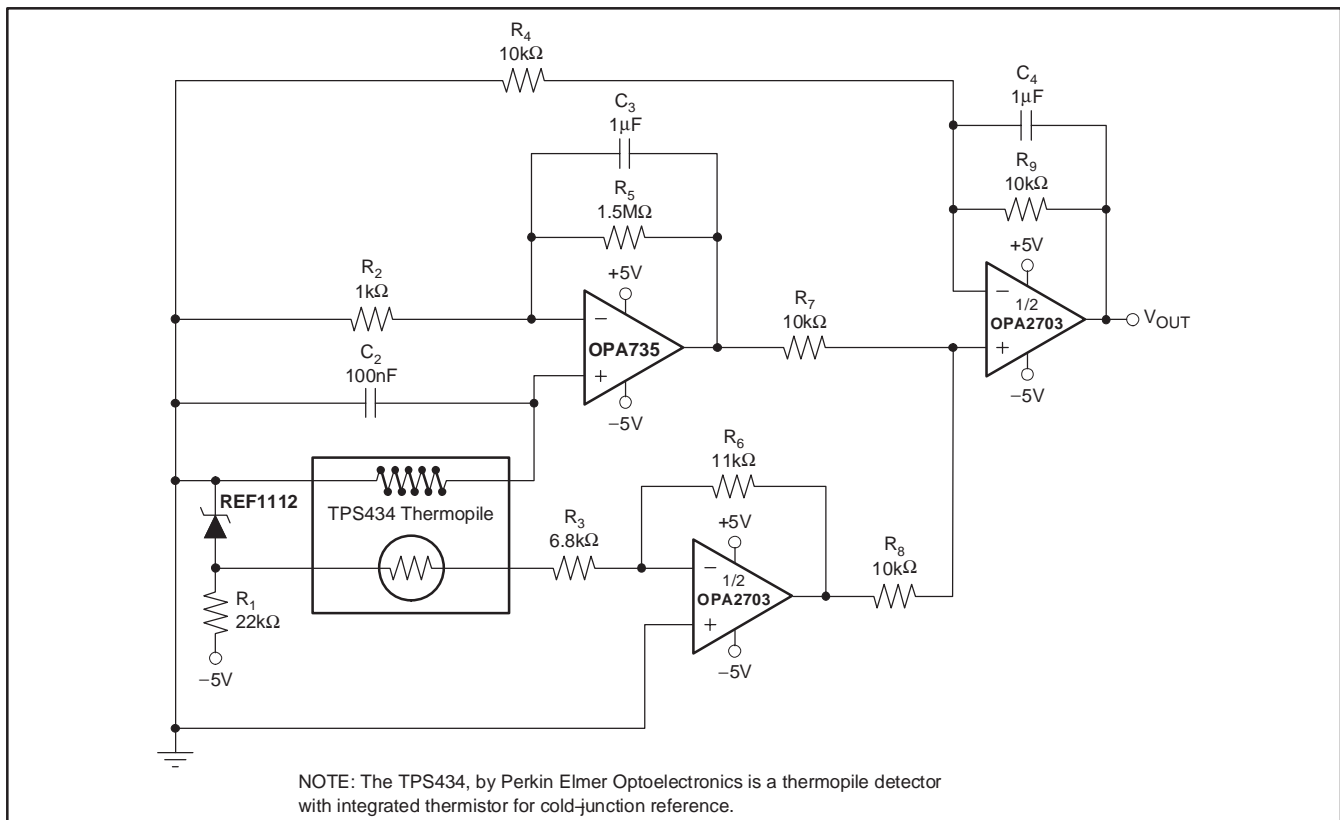 R4
10kΩ
C4
1µF
C3
1µF
R9
10kΩ
R5
1.5MΩ
+5V
1/2
OPA2703
−
+
−5V
VOUT
R2
1kΩ
+5V
−
OPA735
+
−5V
R7
10kΩ
C2
100nF
REF1112
TPS434 Thermopile
R1
22kΩ
−5V
R3
6.8kΩ
R6
11kΩ
+5V
−
1/2
OPA2703
+
−5V
R8
10kΩ
NOTE: The TPS434, by Perkin Elmer Optoelectronics is a thermopile detector
with integrated thermistor for cold-junction reference.